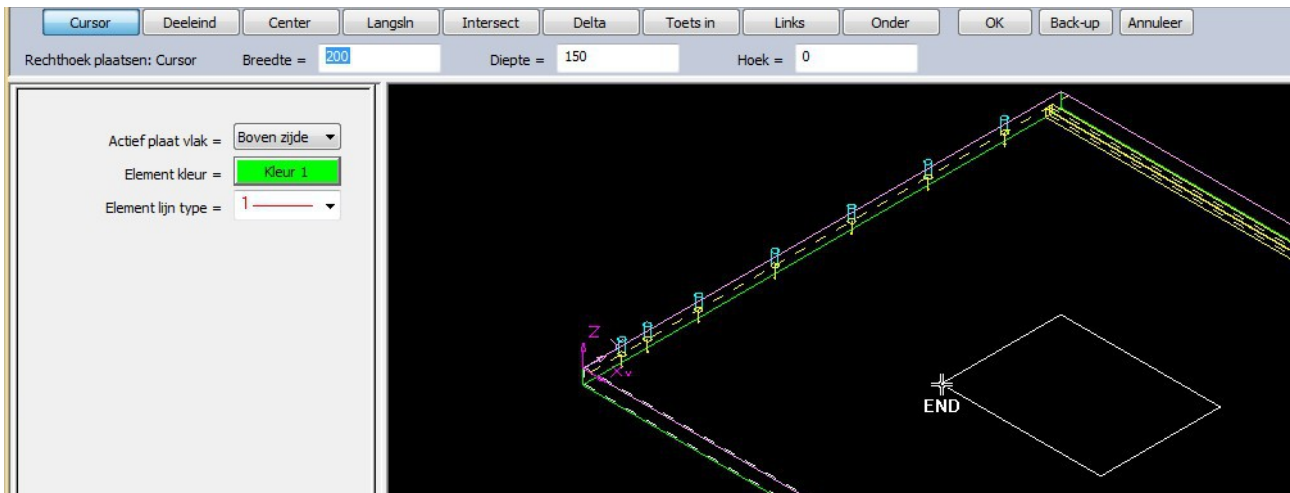 Cursor Deeleind Center Langsln Intersect Delta Toets in Links Onder OK Back-up Annuleer
Rechthoek plaatsen: Cursor Breedte = 200 Diepte = 150 Hoek = 0
Actief plaat vlak = Boven zijde
Element kleur = Kleur 1
Element lijn type = 1
Z
Xv
END